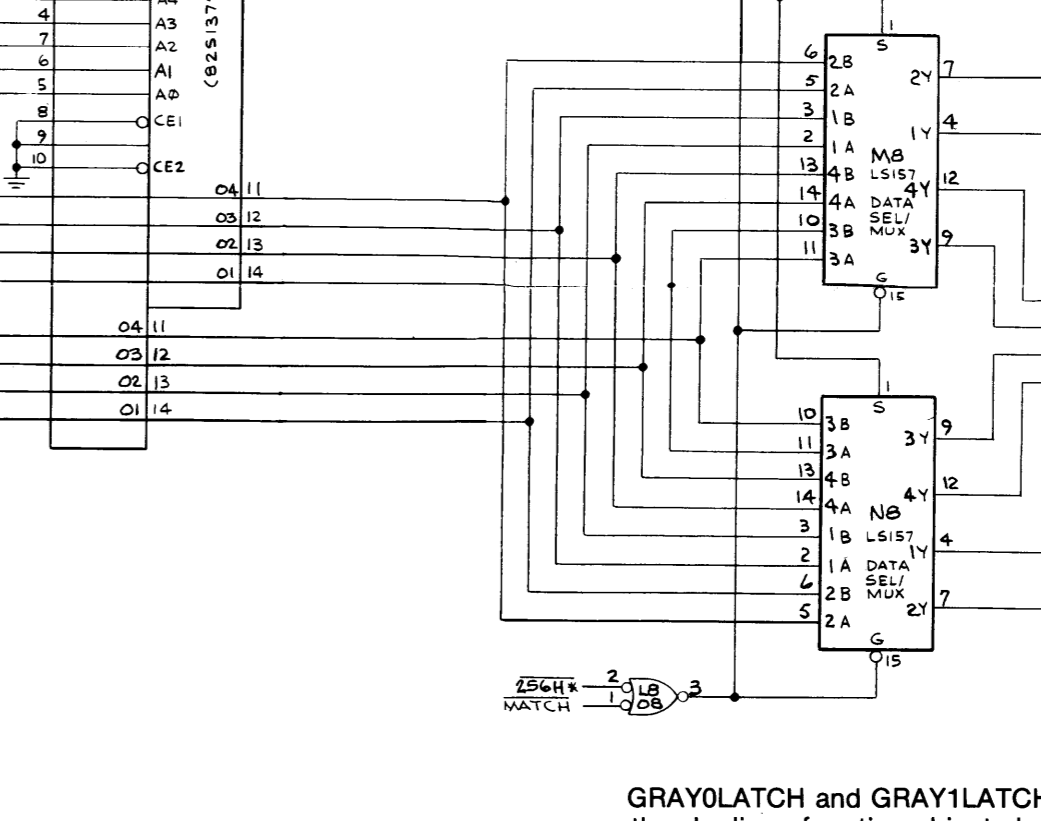 A4
4 A3
7 A2
6 A1
5 AØ
8 CE1
9
10 CE2
(82S137
O4 11
O3 12
O2 13
O1 14
O4 11
O3 12
O2 13
O1 14
1
S
6 2B
5 2A
3 1B
2 1A
13 4B
14 4A
10 3B
11 3A
M8
LS157
DATA
SEL/
MUX
2Y 7
1Y 4
4Y 12
3Y 9
G
15
1
S
10 3B
11 3A
13 4B
14 4A
3 1B
2 1A
6 2B
5 2A
N8
LS157
DATA
SEL/
MUX
3Y 9
4Y 12
1Y 4
2Y 7
G
15
256H* 2
MATCH 1
L8
08
3
GRAY0LATCH and GRAY1LATCH